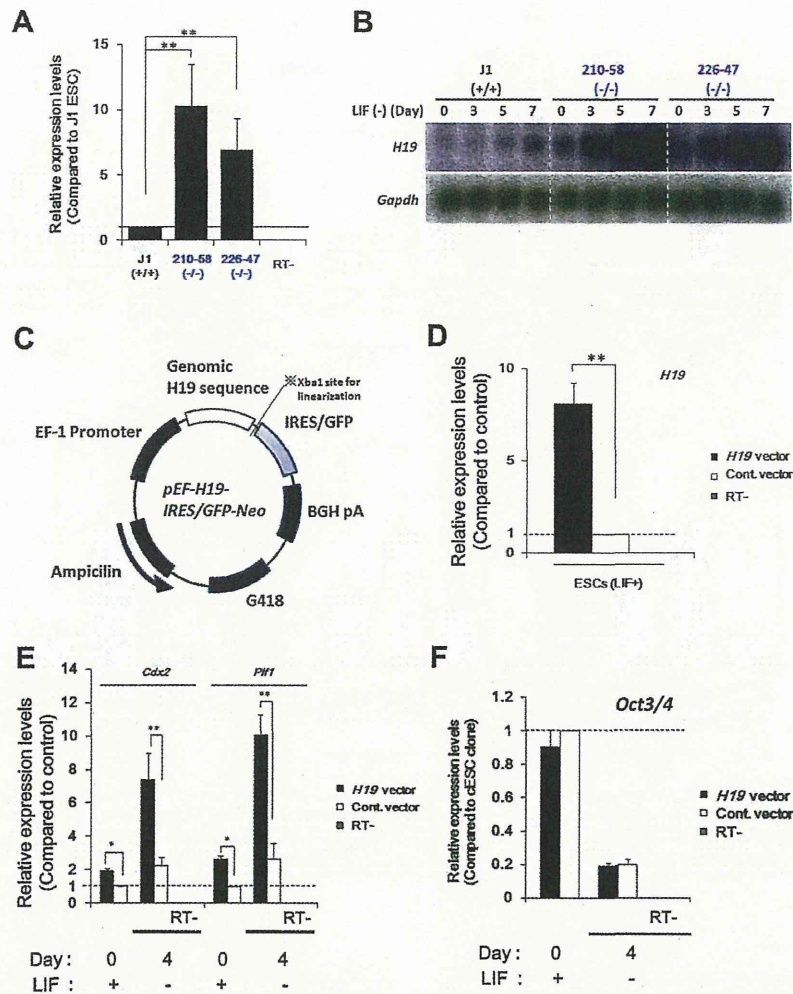 A
Relative expression levels
(Compared to J1 ESC)
15
10
5
1
0
**
**
J1
(+/+)
210-58
(-/-)
226-47
(-/-)
RT-
B
J1
(+/+)
210-58
(-/-)
226-47
(-/-)
LIF (-) (Day) 0 3 5 7 0 3 5 7 0 3 5 7
H19
Gapdh
C
Genomic
H19 sequence
※Xba1 site for
linearization
IRES/GFP
EF-1 Promoter
pEF-H19-
IRES/GFP-Neo
BGH pA
Ampicilin
G418
D
Relative expression levels
(Compared to control)
10
5
1
0
**
H19
H19 vector
Cont. vector
RT-
ESCs (LIF+)
E
Relative expression levels
(Compared to control)
14
12
10
8
6
4
2
1
0
Cdx2
Plf1
*
**
*
**
H19 vector
Cont. vector
RT-
RT- RT-
Day : 0 4 0 4
LIF : + - + -
F
Relative expression levels
(Compared to cESC clone)
1.2
1
0.8
0.6
0.4
0.2
0
Oct3/4
H19 vector
Cont. vector
RT-
RT-
Day : 0 4
LIF : + -